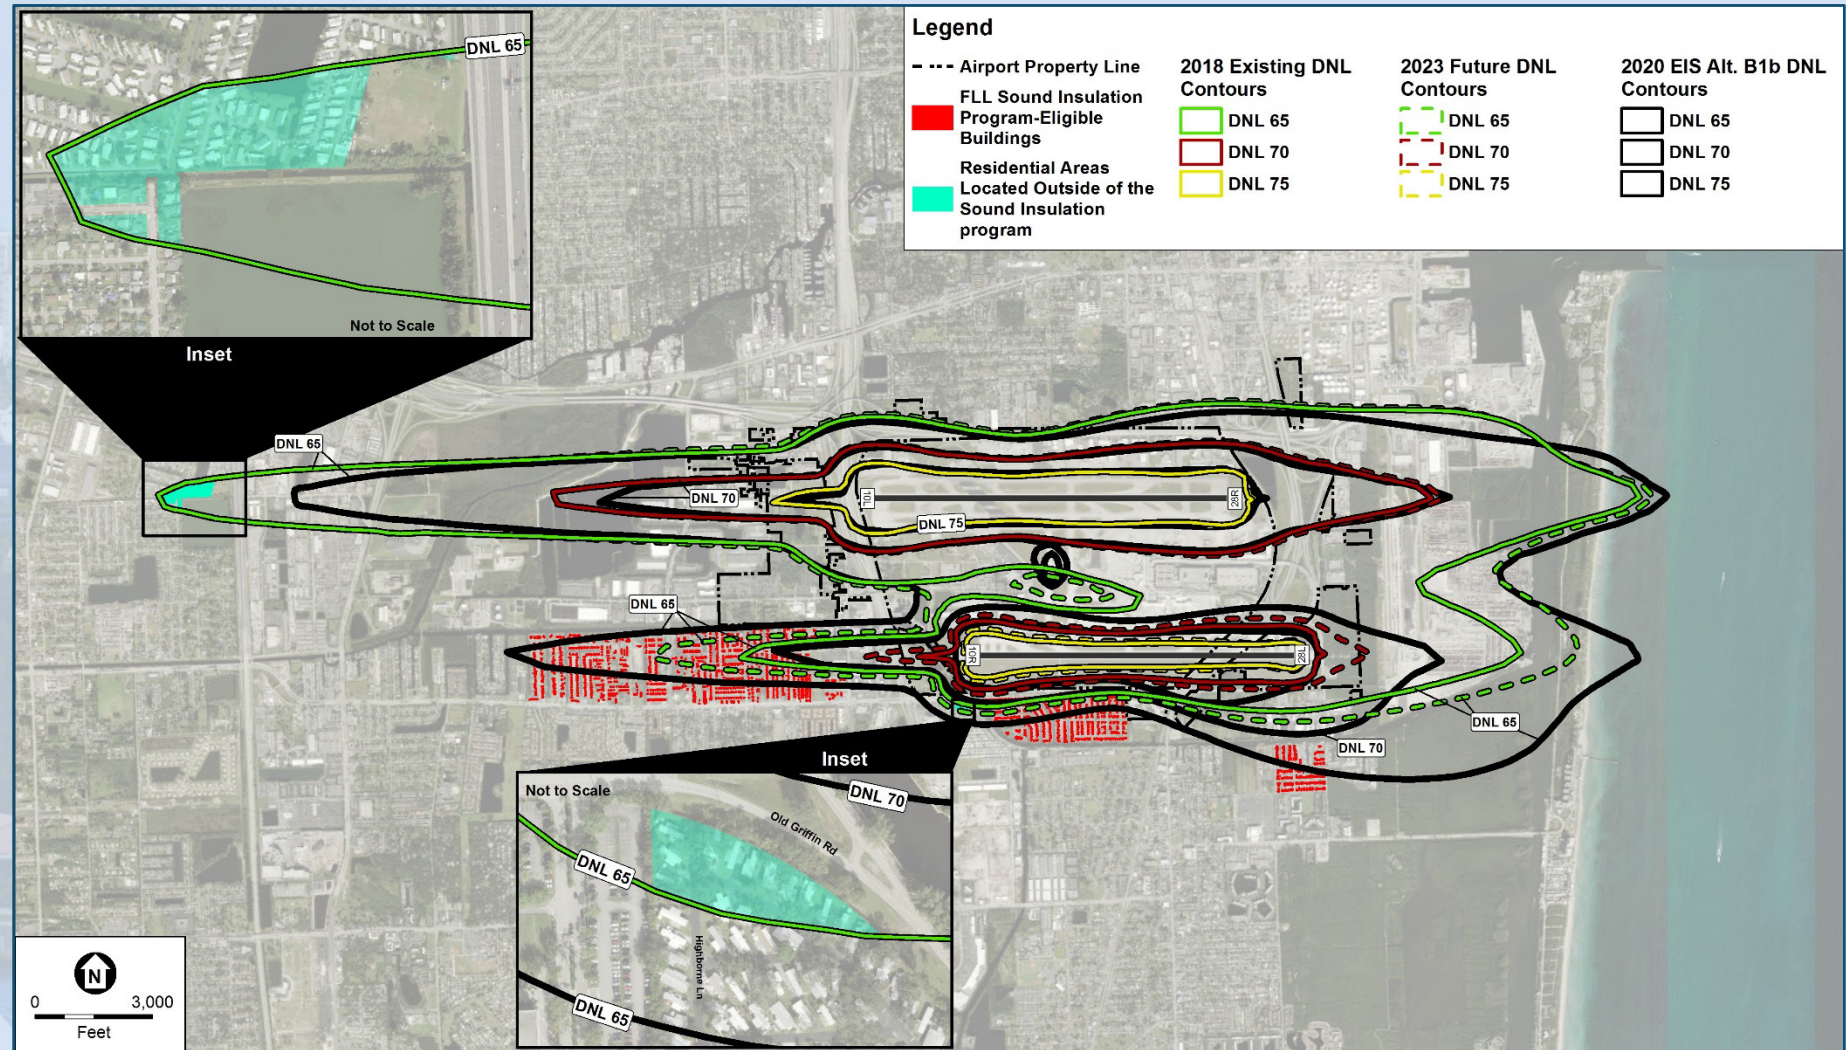 DNL 65
Not to Scale
Inset
Legend
Airport Property Line
FLL Sound Insulation
Program-Eligible
Buildings
Residential Areas
Located Outside of the
Sound Insulation
program
2018 Existing DNL
Contours
DNL 65
DNL 70
DNL 75
2023 Future DNL
Contours
DNL 65
DNL 70
DNL 75
2020 EIS Alt. B1b DNL
Contours
DNL 65
DNL 70
DNL 75
DNL 65
DNL 70
10L
28R
DNL 75
DNL 65
10R
28L
DNL 65
DNL 70
Inset
Not to Scale
DNL 70
Old Griffin Rd
DNL 65
Highborne Ln
DNL 65
N
0 3,000
Feet